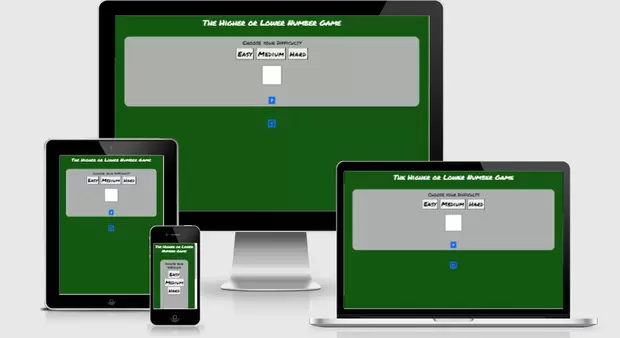 The Higher or Lower Number Game
Choose your Difficulty
Easy Medium Hard
The Higher or Lower Number Game
Choose your Difficulty
Easy Medium Hard
The Higher or Lower
Number Game
Choose your
Difficulty
Easy
Medium
Hard
The Higher or Lower Number Game
Choose your Difficulty
Easy Medium Hard